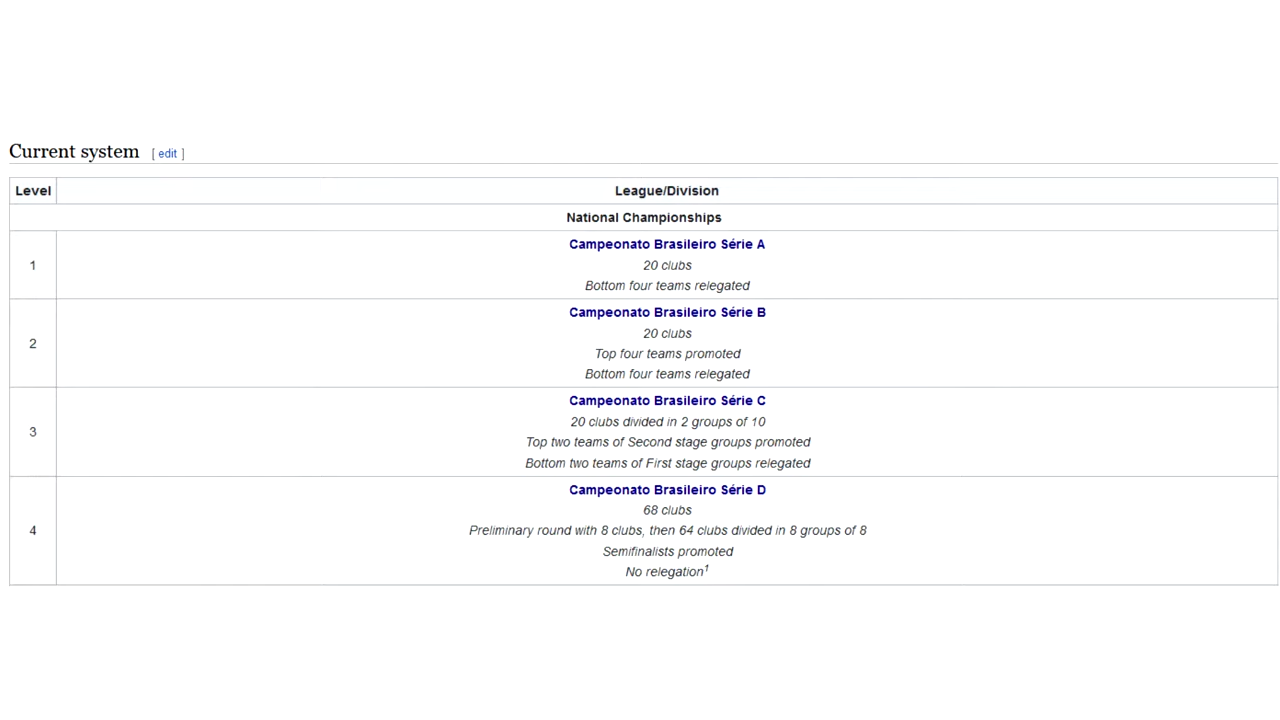 Current system [ edit ]
Level League/Division
National Championships
1
Campeonato Brasileiro Série A
20 clubs
Bottom four teams relegated
2
Campeonato Brasileiro Série B
20 clubs
Top four teams promoted
Bottom four teams relegated
3
Campeonato Brasileiro Série C
20 clubs divided in 2 groups of 10
Top two teams of Second stage groups promoted
Bottom two teams of First stage groups relegated
4
Campeonato Brasileiro Série D
68 clubs
Preliminary round with 8 clubs, then 64 clubs divided in 8 groups of 8
Semifinalists promoted
No relegation¹